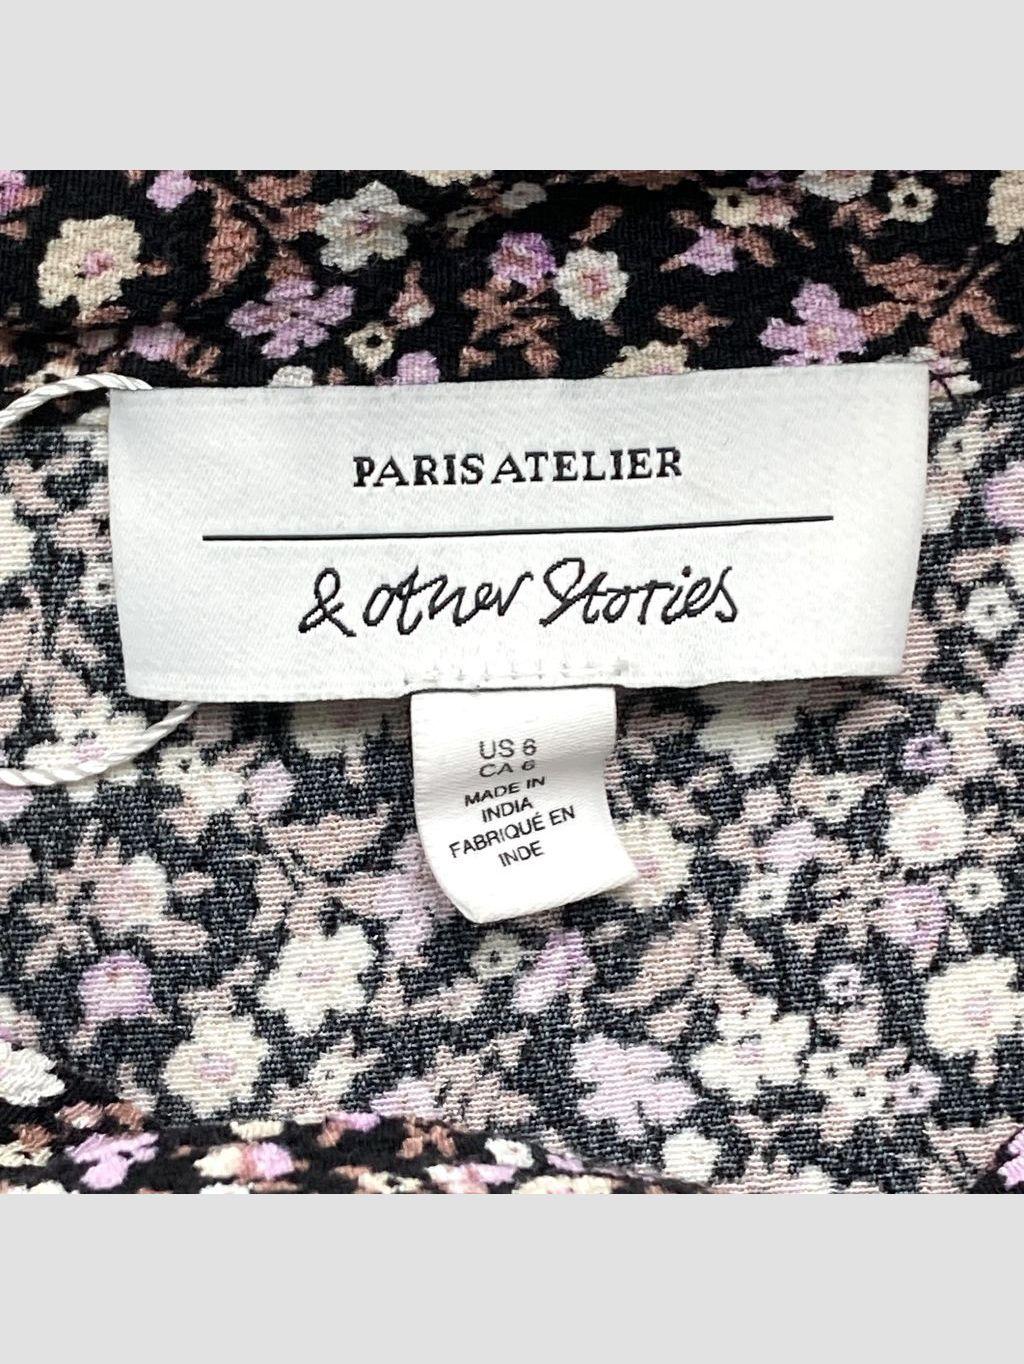 PARIS ATELIER
& other Stories
US 6
CA 6
MADE IN
INDIA
FABRIQUÉ EN
INDE